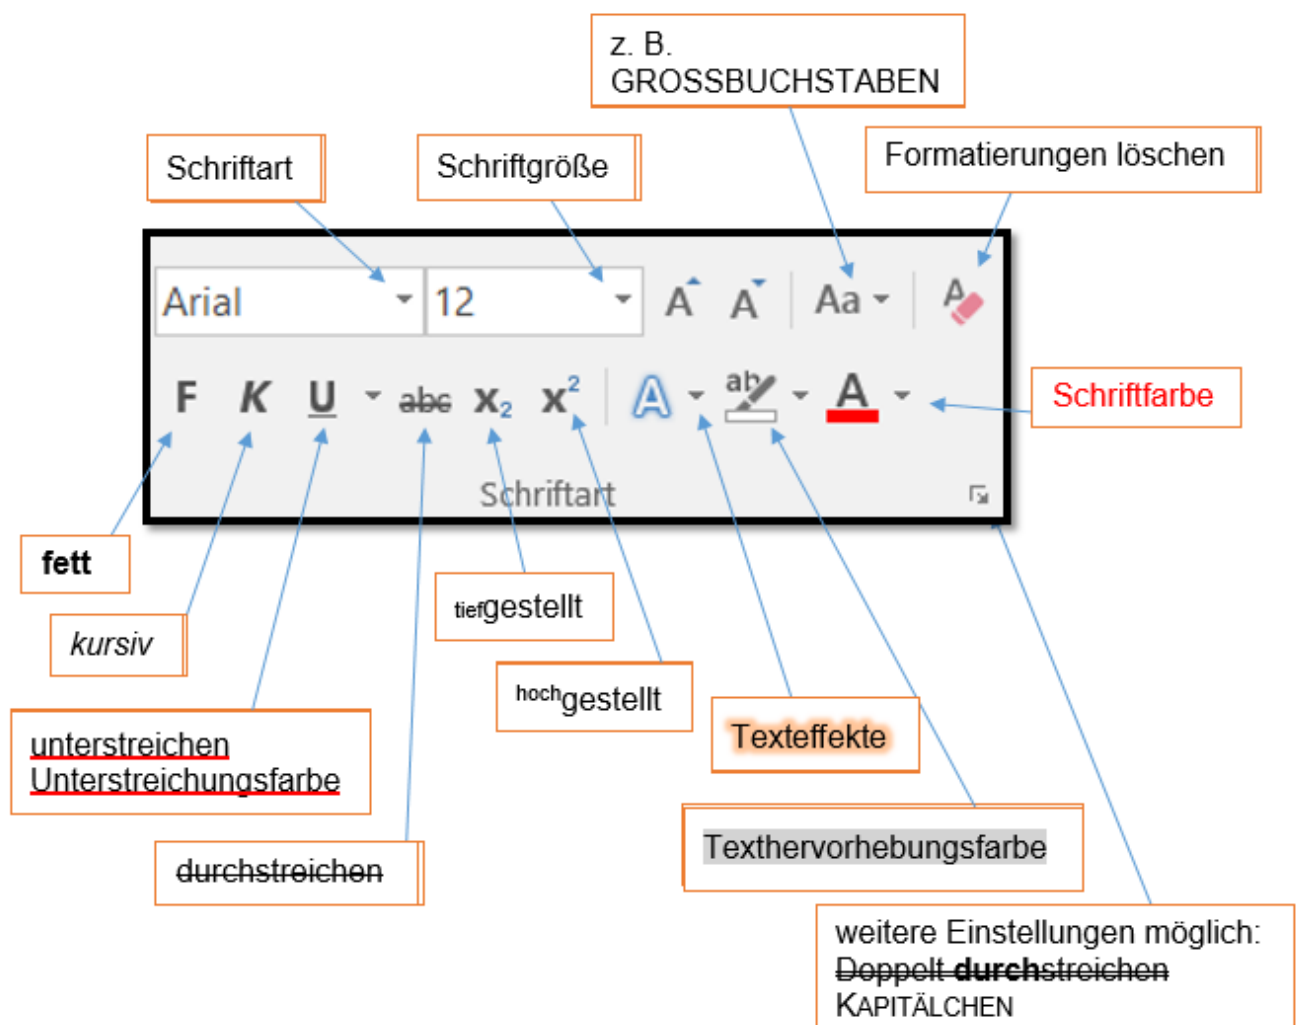 z. B.
GROSSBUCHSTABEN
Schriftart
Schriftgröße
Formatierungen löschen
Arial
12
A
A
Aa
A
F
K
U
abc
x₂
x²
A
ab
A
Schriftfarbe
Schriftart
fett
kursiv
tiefgestellt
hochgestellt
unterstreichen
Unterstreichungsfarbe
Texteffekte
durchstreichen
Texthervorhebungsfarbe
weitere Einstellungen möglich:
Doppelt durchstreichen
KAPITÄLCHEN